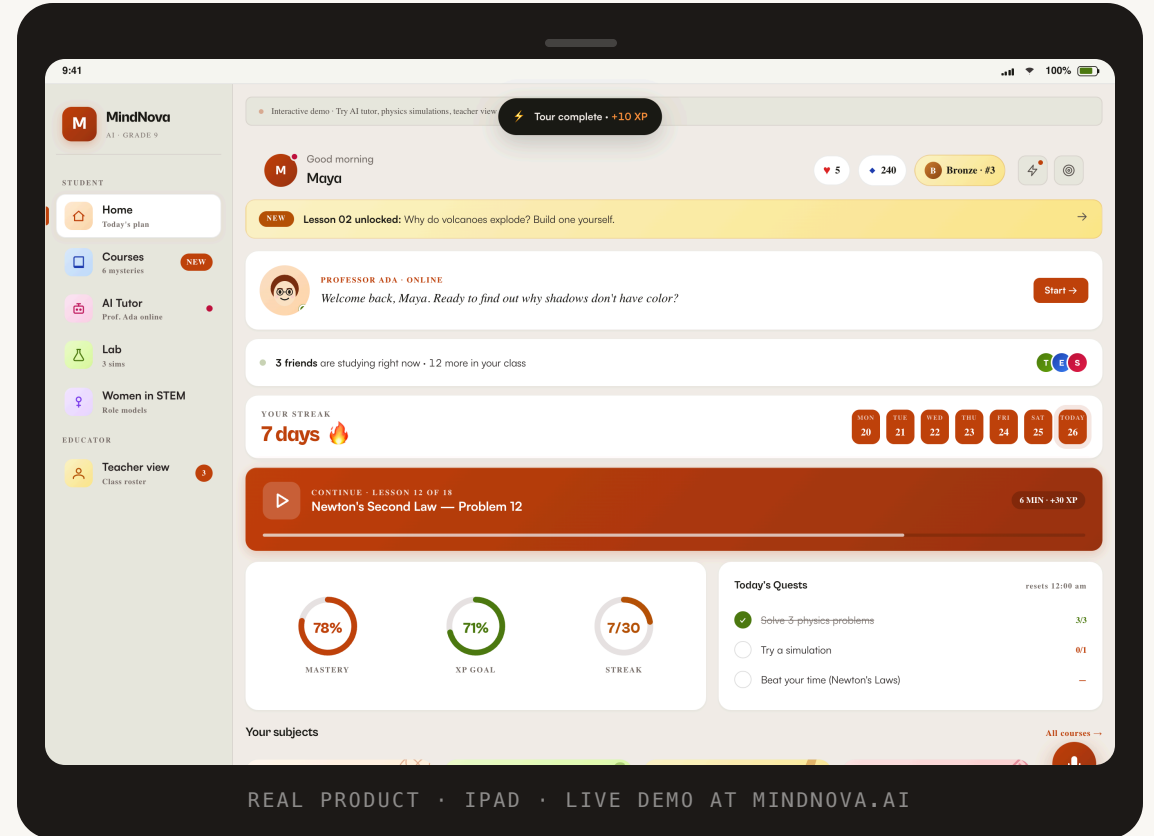 9:41
100%
M
MindNova
AI · GRADE 9
STUDENT
Home
Today's plan
Courses
6 mysteries
NEW
AI Tutor
Prof. Ada online
Lab
3 sims
Women in STEM
Role models
EDUCATOR
Teacher view
Class roster
3
Interactive demo · Try AI tutor, physics simulations, teacher view
⚡ Tour complete · +10 XP
M
Good morning
Maya
♥ 5
◆ 240
B Bronze · #3
NEW Lesson 02 unlocked: Why do volcanoes explode? Build one yourself. →
PROFESSOR ADA · ONLINE
Welcome back, Maya. Ready to find out why shadows don't have color?
Start →
3 friends are studying right now · 12 more in your class
T E S
YOUR STREAK
7 days 🔥
MON TUE WED THU FRI SAT TODAY
20 21 22 23 24 25 26
CONTINUE · LESSON 12 OF 18
Newton's Second Law — Problem 12
6 MIN · +30 XP
78%
MASTERY
71%
XP GOAL
7/30
STREAK
Today's Quests
resets 12:00 am
Solve 3 physics problems 3/3
Try a simulation 0/1
Beat your time (Newton's Laws) —
Your subjects
All courses →
REAL PRODUCT · IPAD · LIVE DEMO AT MINDNOVA.AI